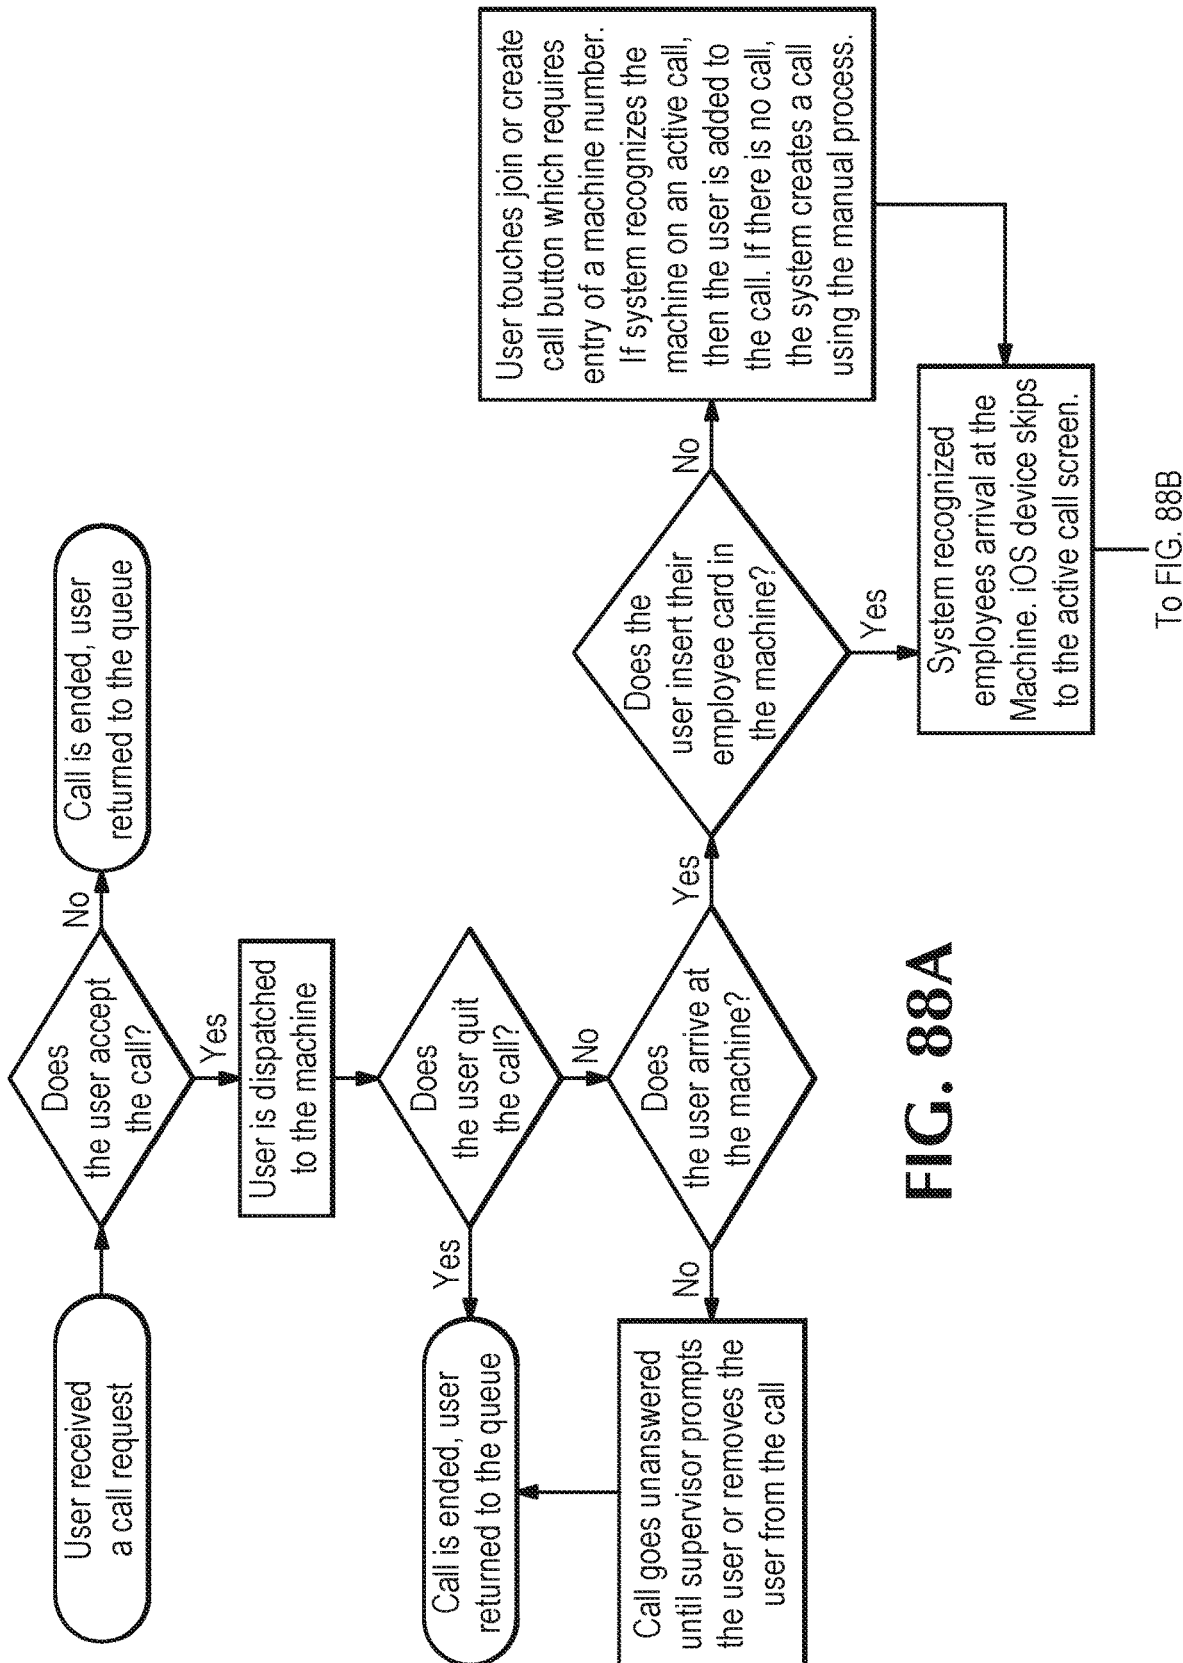 User received
a call request
Does
the user accept
the call?
No
Call is ended, user
returned to the queue
Yes
User is dispatched
to the machine
Does
the user quit
the call?
Yes
Call is ended, user
returned to the queue
No
Does
the user arrive at
the machine?
No
Call goes unanswered
until supervisor prompts
the user or removes the
user from the call
Yes
Does the
user insert their
employee card in
the machine?
No
User touches join or create
call button which requires
entry of a machine number.
If system recognizes the
machine on an active call,
then the user is added to
the call. If there is no call,
the system creates a call
using the manual process.
Yes
System recognized
employees arrival at the
Machine. iOS device skips
to the active call screen.
To FIG. 88B
FIG. 88A